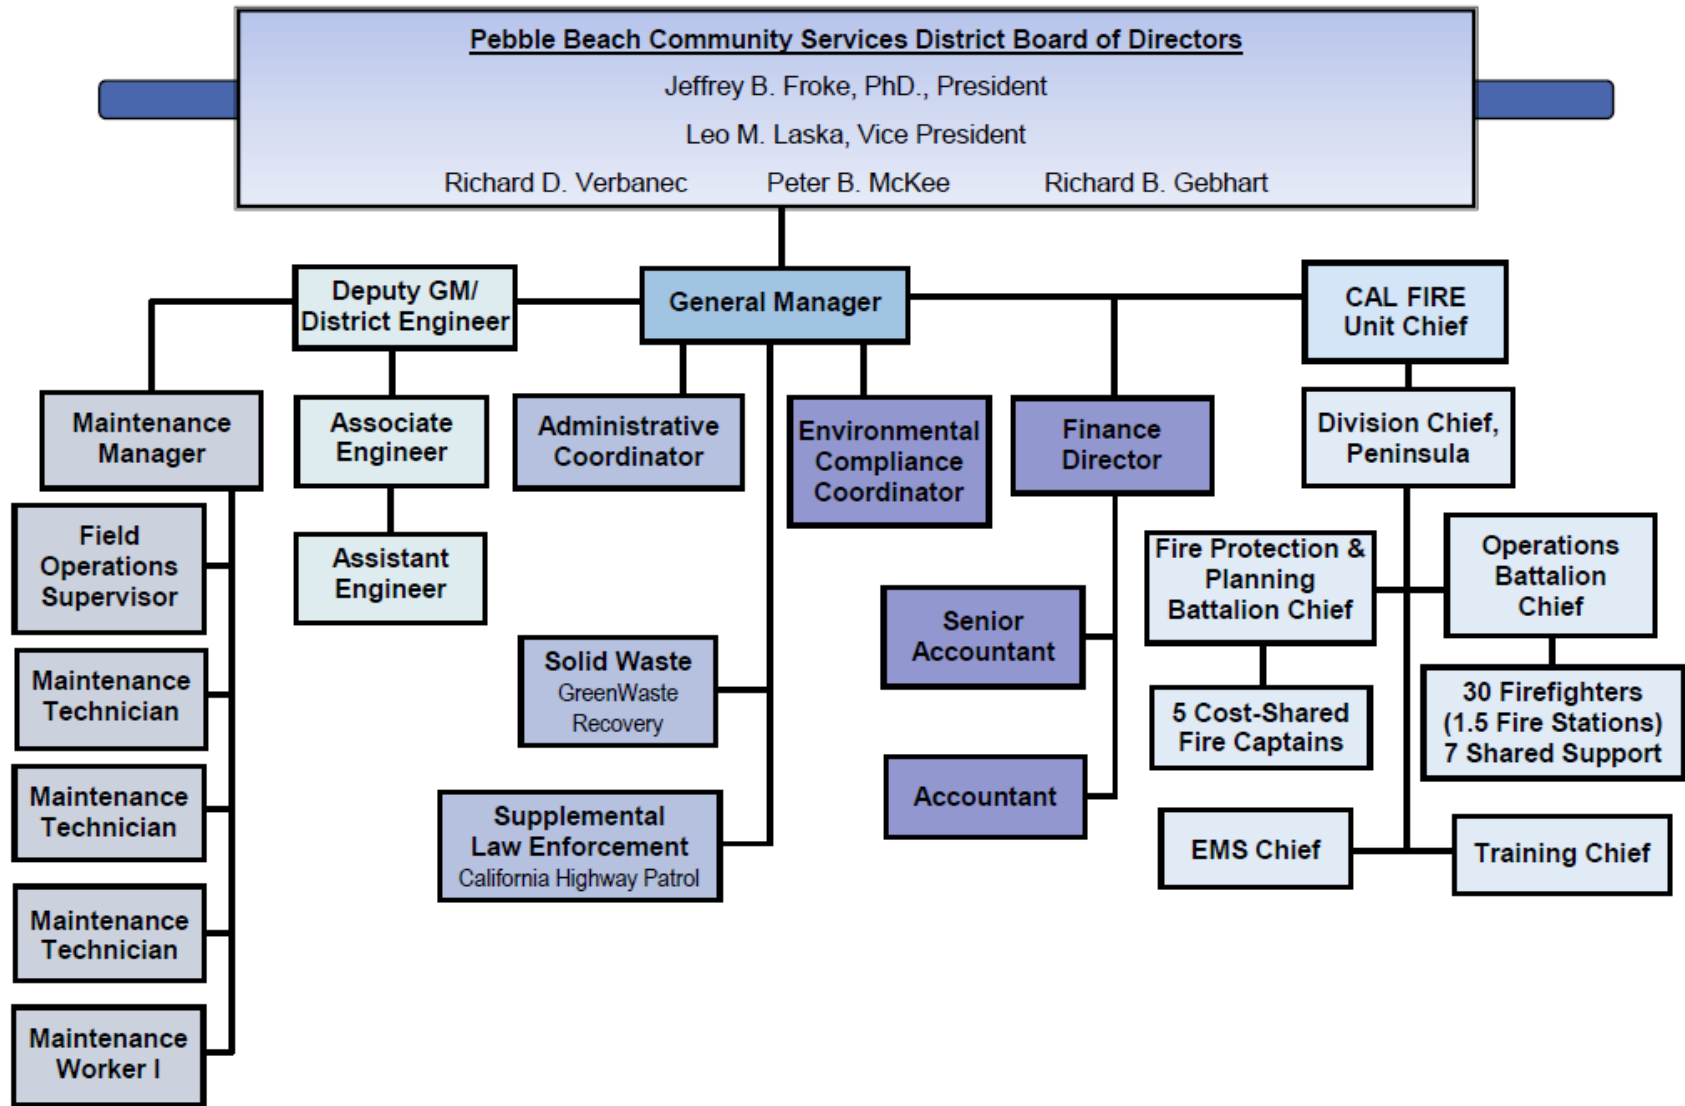 Pebble Beach Community Services District Board of Directors
Jeffrey B. Froke, PhD., President
Leo M. Laska, Vice President
Richard D. Verbanec Peter B. McKee Richard B. Gebhart
Deputy GM/
District Engineer
General Manager
CAL FIRE
Unit Chief
Maintenance
Manager
Associate
Engineer
Administrative
Coordinator
Environmental
Compliance
Coordinator
Finance
Director
Division Chief,
Peninsula
Field
Operations
Supervisor
Assistant
Engineer
Fire Protection &
Planning
Battalion Chief
Operations
Battalion
Chief
Maintenance
Technician
Solid Waste
GreenWaste
Recovery
Senior
Accountant
5 Cost-Shared
Fire Captains
30 Firefighters
(1.5 Fire Stations)
7 Shared Support
Maintenance
Technician
Supplemental
Law Enforcement
California Highway Patrol
Accountant
EMS Chief
Training Chief
Maintenance
Technician
Maintenance
Worker I